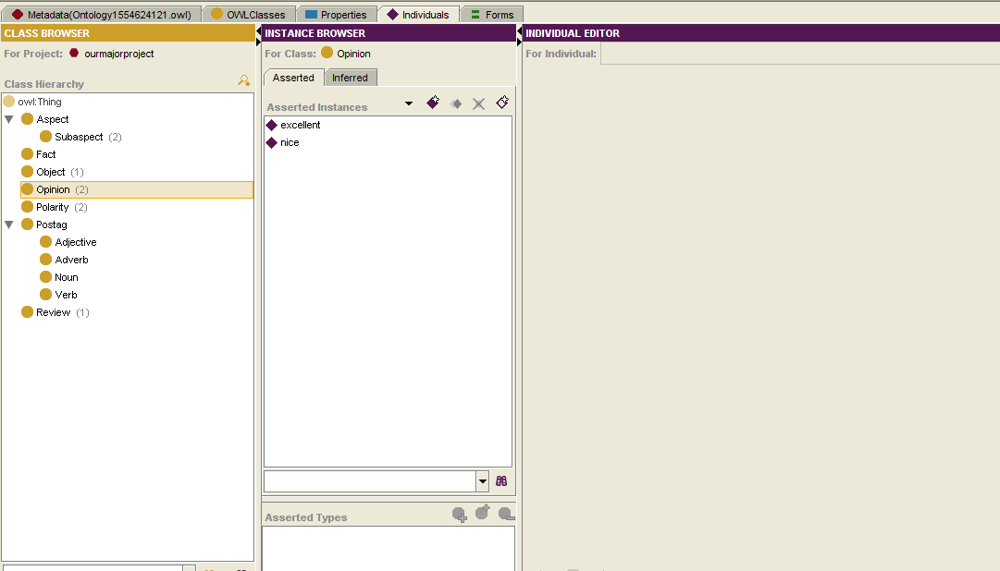 Metadata(Ontology1554624121.owl)
OWLClasses
Properties
Individuals
Forms
CLASS BROWSER
For Project: ourmajorproject
Class Hierarchy
owl:Thing
Aspect
Subaspect (2)
Fact
Object (1)
Opinion (2)
Polarity (2)
Postag
Adjective
Adverb
Noun
Verb
Review (1)
INSTANCE BROWSER
For Class: Opinion
Asserted
Inferred
Asserted Instances
excellent
nice
Asserted Types
INDIVIDUAL EDITOR
For Individual: